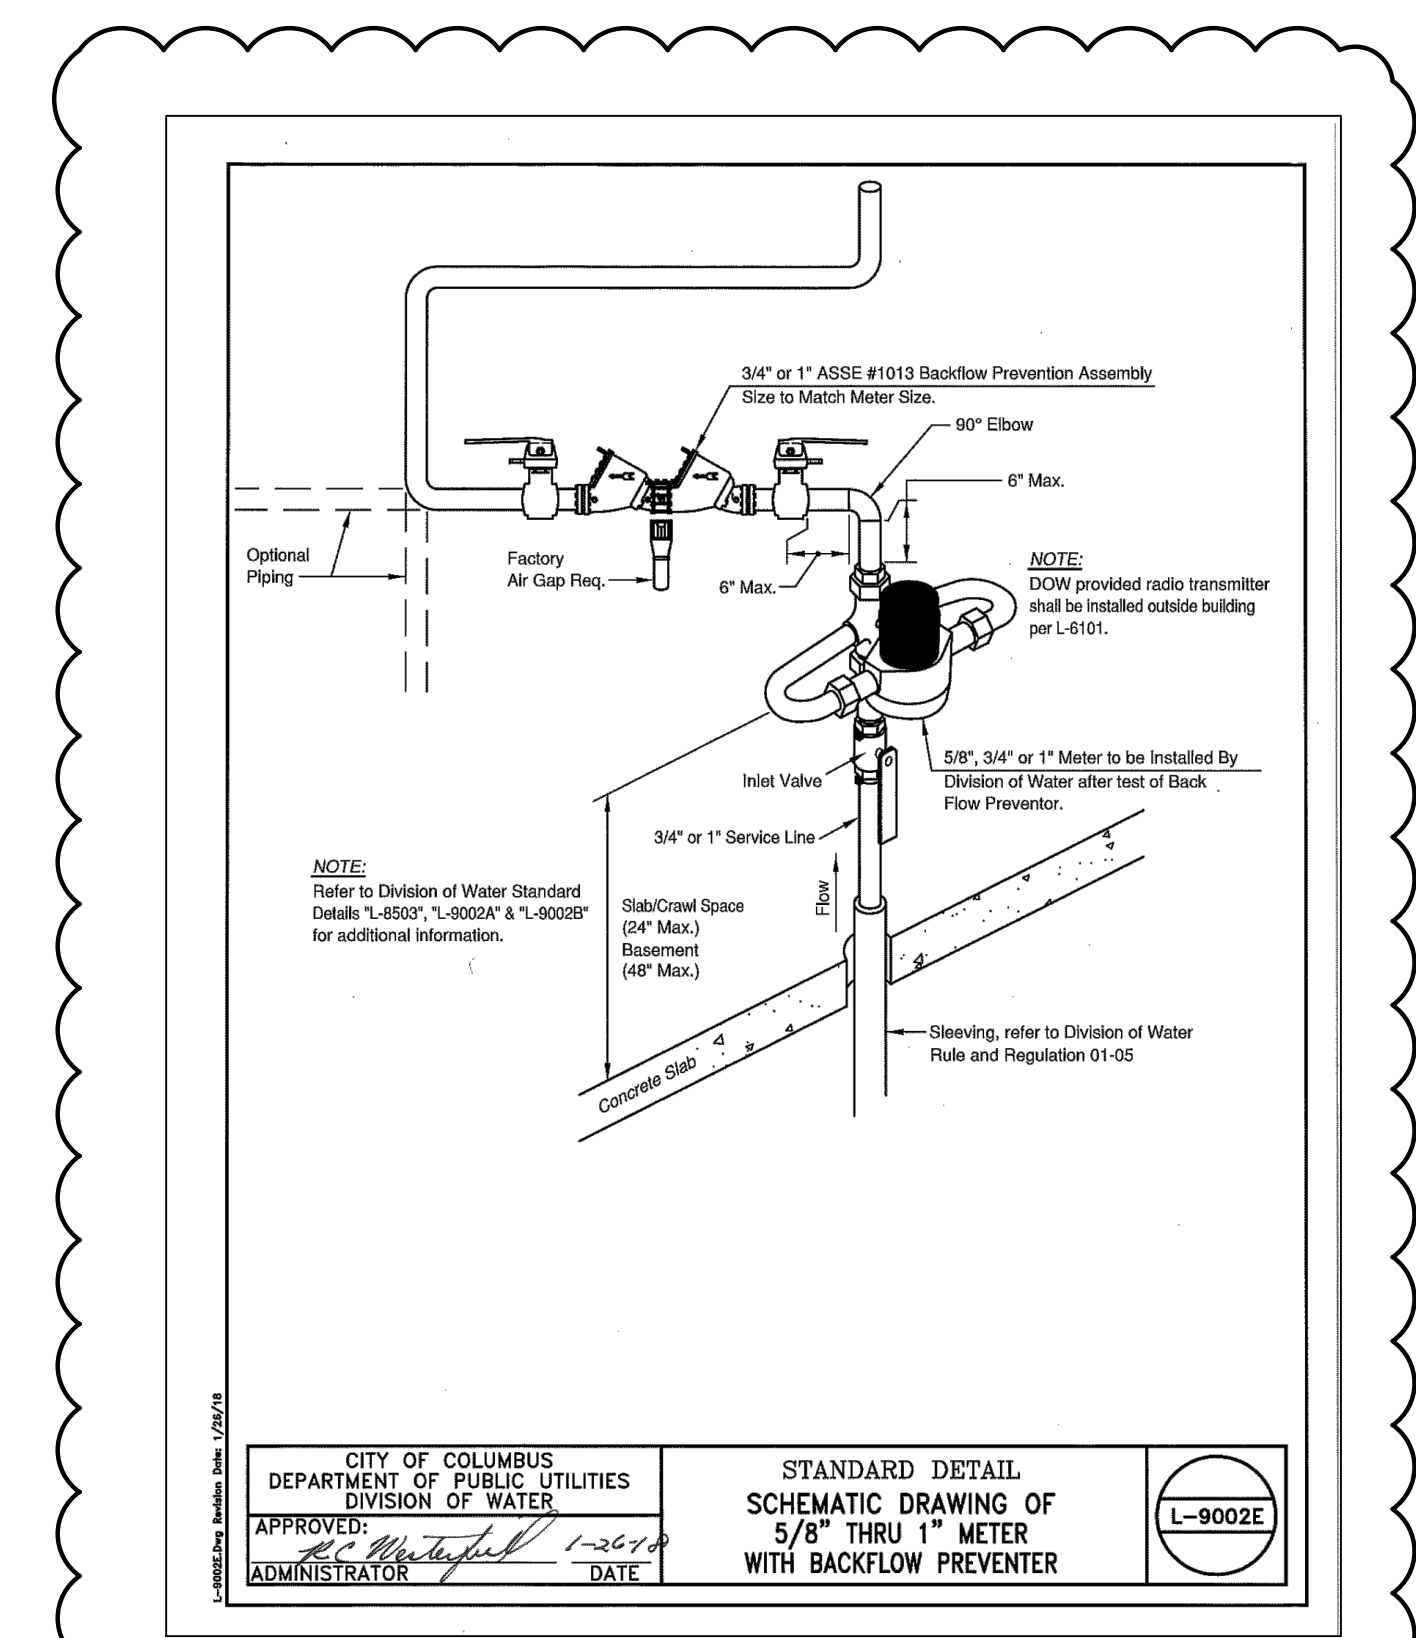 3/4" or 1" ASSE #1013 Backflow Prevention Assembly
Size to Match Meter Size.
90° Elbow
6" Max.
Optional
Piping
Factory
Air Gap Req.
6" Max.
NOTE:
DOW provided radio transmitter
shall be installed outside building
per L-6101.
Inlet Valve
5/8", 3/4" or 1" Meter to be Installed By
Division of Water after test of Back
Flow Preventor.
3/4" or 1" Service Line
NOTE:
Refer to Division of Water Standard
Details "L-8503", "L-9002A" & "L-9002B"
for additional information.
Flow
Slab/Crawl Space
(24" Max.)
Basement
(48" Max.)
Sleeving, refer to Division of Water
Rule and Regulation 01-05
Concrete Slab
L-9002E.Dwg Revision Date: 1/26/18
CITY OF COLUMBUS
DEPARTMENT OF PUBLIC UTILITIES
DIVISION OF WATER
APPROVED:
1-26-18
ADMINISTRATOR DATE
STANDARD DETAIL
SCHEMATIC DRAWING OF
5/8" THRU 1" METER
WITH BACKFLOW PREVENTER
L-9002E